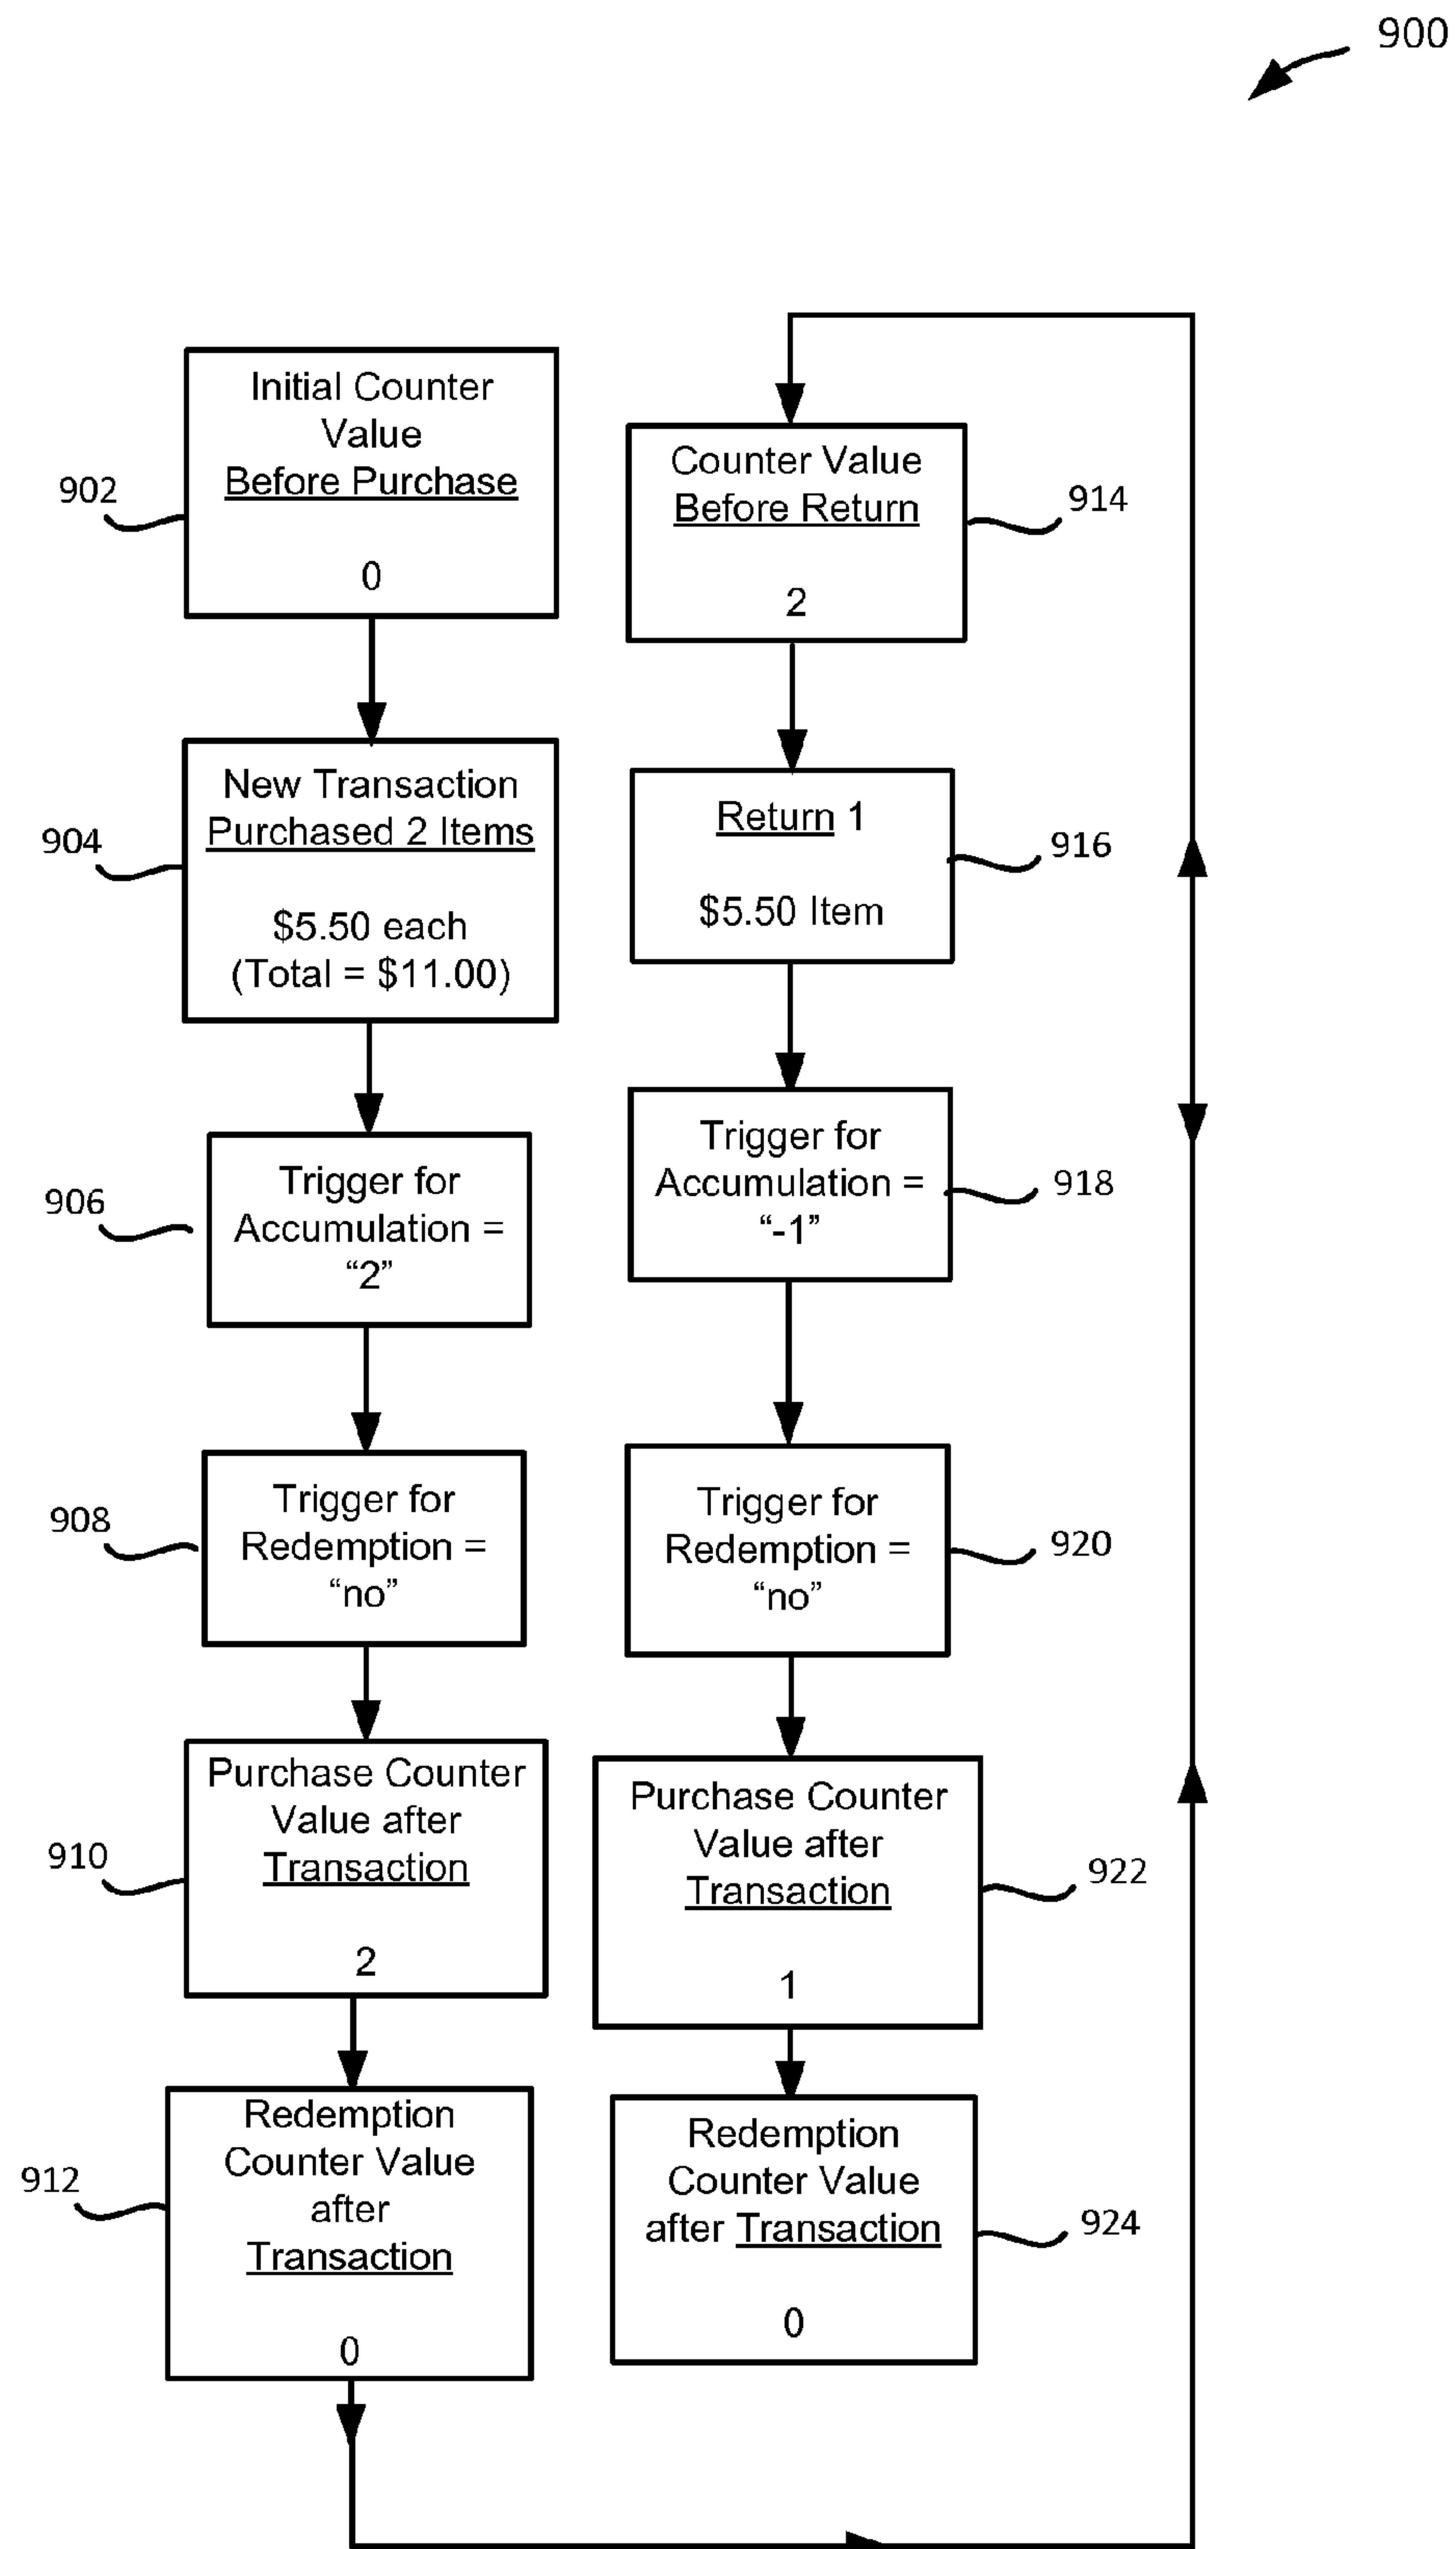 900
902
Initial Counter
Value
Before Purchase
0
904
New Transaction
Purchased 2 Items
$5.50 each
(Total = $11.00)
906
Trigger for
Accumulation =
“2”
908
Trigger for
Redemption =
“no”
910
Purchase Counter
Value after
Transaction
2
912
Redemption
Counter Value
after
Transaction
0
Counter Value
Before Return
2
914
Return 1
$5.50 Item
916
Trigger for
Accumulation =
“-1”
918
Trigger for
Redemption =
“no”
920
Purchase Counter
Value after
Transaction
1
922
Redemption
Counter Value
after Transaction
0
924